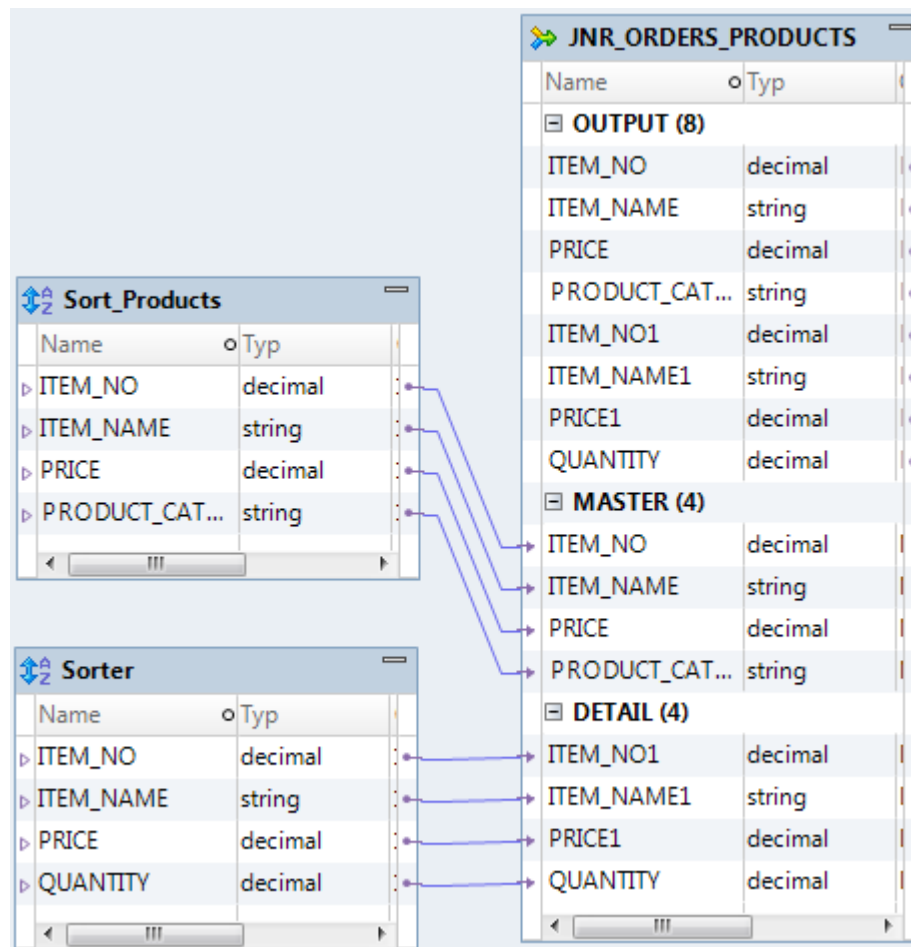 JNR_ORDERS_PRODUCTS
Name Typ
OUTPUT (8)
ITEM_NO decimal
ITEM_NAME string
PRICE decimal
PRODUCT_CAT... string
ITEM_NO1 decimal
ITEM_NAME1 string
PRICE1 decimal
QUANTITY decimal
MASTER (4)
ITEM_NO decimal
ITEM_NAME string
PRICE decimal
PRODUCT_CAT... string
DETAIL (4)
ITEM_NO1 decimal
ITEM_NAME1 string
PRICE1 decimal
QUANTITY decimal
Sort_Products
Name Typ
ITEM_NO decimal
ITEM_NAME string
PRICE decimal
PRODUCT_CAT... string
Sorter
Name Typ
ITEM_NO decimal
ITEM_NAME string
PRICE decimal
QUANTITY decimal